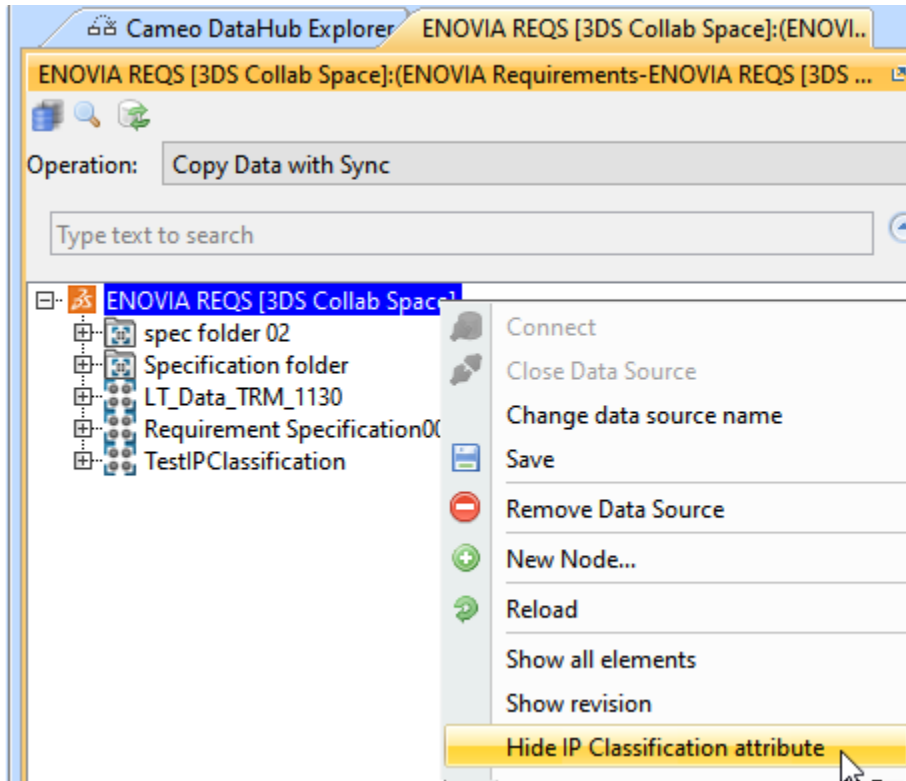 Cameo DataHub Explorer
ENOVIA REQS [3DS Collab Space]:(ENOVI..
ENOVIA REQS [3DS Collab Space]:(ENOVIA Requirements-ENOVIA REQS [3DS ...
Operation:
Copy Data with Sync
Type text to search
ENOVIA REQS [3DS Collab Space]
spec folder 02
Specification folder
LT_Data_TRM_1130
Requirement Specification00
TestIPClassification
Connect
Close Data Source
Change data source name
Save
Remove Data Source
New Node...
Reload
Show all elements
Show revision
Hide IP Classification attribute